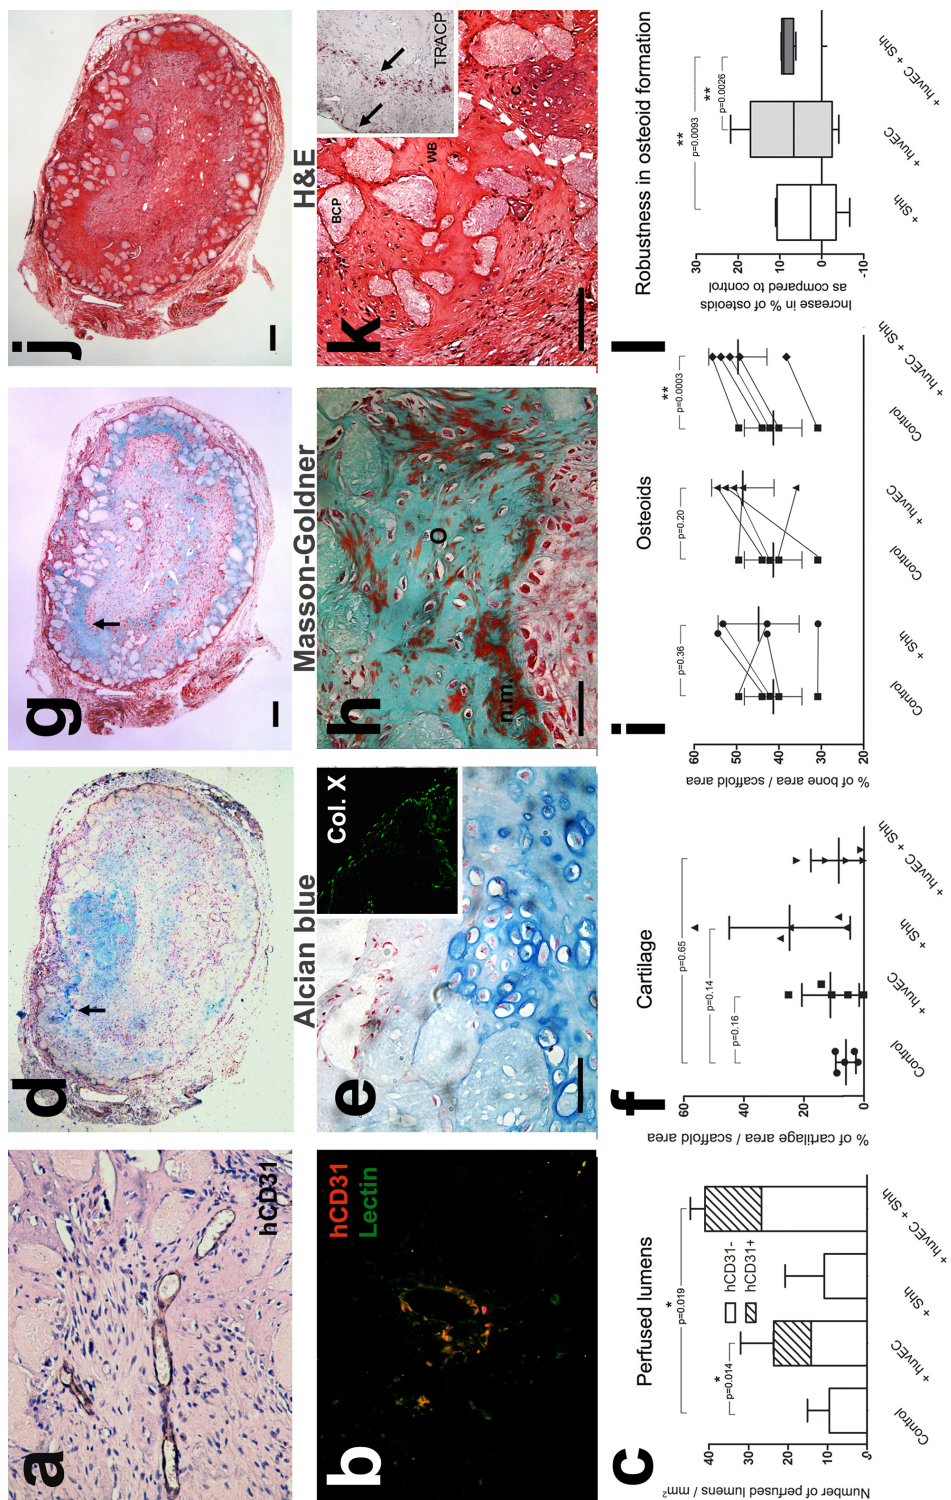 a
hCD31
b
hCD31
Lectin
c
Perfused lumens
Number of perfused lumens / mm2
40
30
20
10
0
*
p=0.019
*
p=0.014
hCD31-
hCD31+
Control
+ huVEC
+ Shh
+ huVEC + Shh
d
Alcian blue
e
Col. X
f
Cartilage
% of cartilage area / scaffold area
60
40
20
0
p=0.65
p=0.14
p=0.16
Control
+ huVEC
+ Shh
+ huVEC + Shh
g
Masson-Goldner
h
O
n.m.
i
Osteoids
% of bone area / scaffold area
60
50
40
30
20
p=0.36
p=0.20
**
p=0.0003
Control
+ Shh
Control
+ huVEC
Control
+ huVEC + Shh
j
H&E
k
BCP
WB
C.
TRACP
l
Robustness in osteoid formation
Increase in % of osteoids
as compared to control
30
20
10
0
-10
**
p=0.0093
**
p=0.0026
+ Shh
+ huVEC
+ huVEC + Shh